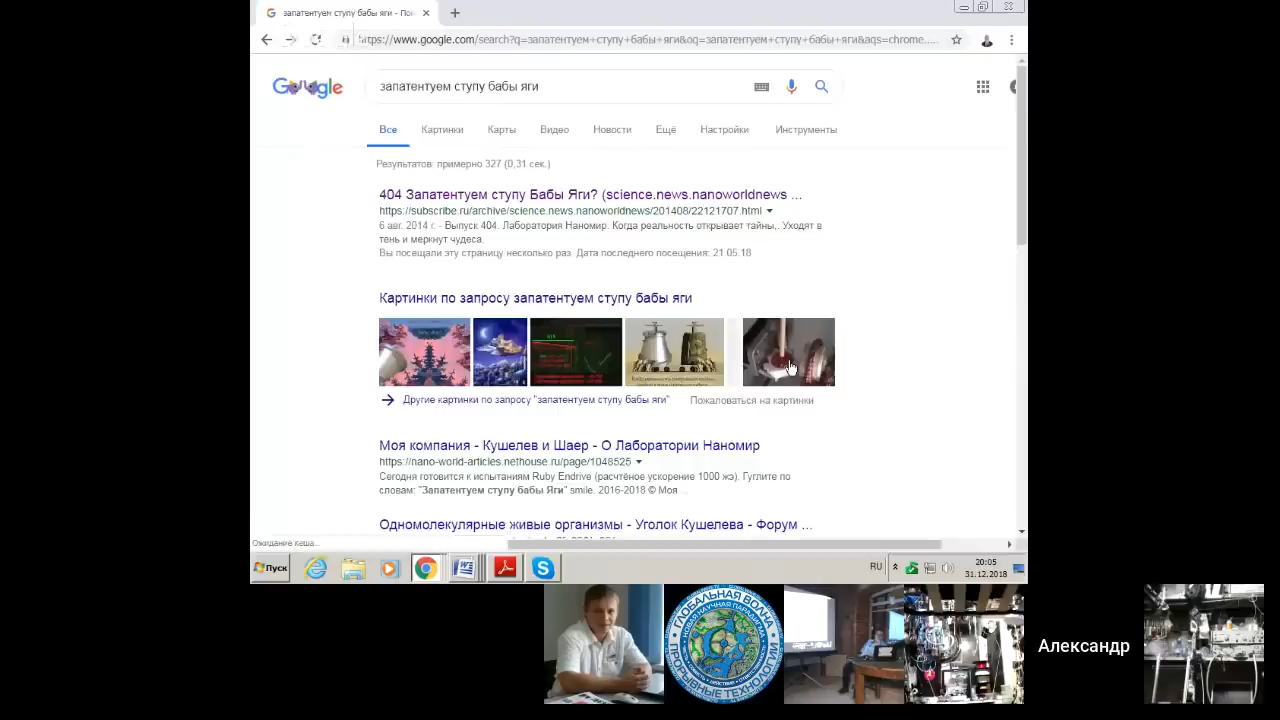 запатентуем ступу бабы яги - Пои
https://www.google.com/search?q=запатентуем+ступу+бабы+яги&oq=запатентуем+ступу+бабы+яги&aqs=chrome.....
Google
запатентуем ступу бабы яги
Все Картинки Карты Видео Новости Ещё Настройки Инструменты
Результатов: примерно 327 (0,31 сек.)
404 Запатентуем ступу Бабы Яги? (science.news.nanoworldnews ...
https://subscribe.ru/archive/science.news.nanoworldnews/201408/22121707.html
6 авг. 2014 г. - Выпуск 404. Лаборатория Наномир. Когда реальность открывает тайны,. Уходят в
тень и меркнут чудеса.
Вы посещали эту страницу несколько раз. Дата последнего посещения: 21.05.18
Картинки по запросу запатентуем ступу бабы яги
Другие картинки по запросу "запатентуем ступу бабы яги"
Пожаловаться на картинки
Моя компания - Кушелев и Шаер - О Лаборатории Наномир
https://nano-world-articles.nethouse.ru/page/1048525
Сегодня готовится к испытаниям Ruby Endrive (расчётное ускорение 1000 жэ). Гуглите по
словам: "Запатентуем ступу бабы Яги" smile. 2016-2018 © Моя ...
Одномолекулярные живые организмы - Уголок Кушелева - Форум ...
Ожидание кеша...
Пуск
RU
20:05
31.12.2018
ГЛОБАЛЬНАЯ ВОЛНА
НОВАЯ НАУЧНАЯ ПАРАДИГМА
ПРОРЫВНЫЕ ТЕХНОЛОГИИ
Александр